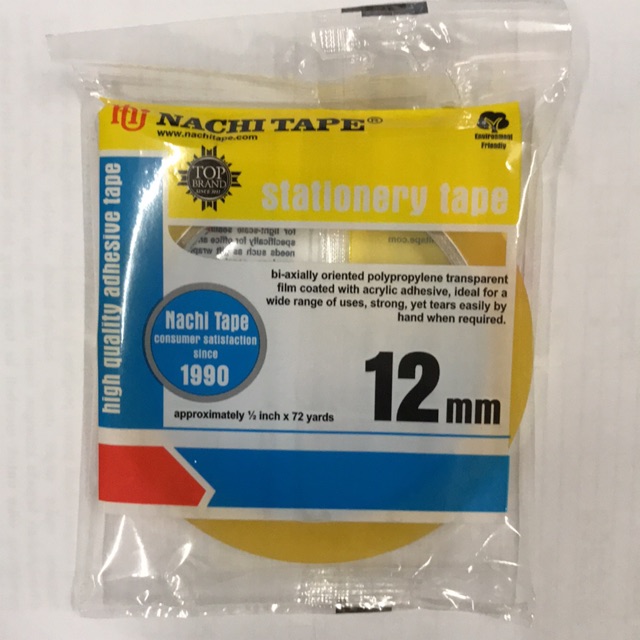 NACHI TAPE®
www.nachitape.com
Environment
Friendly
TOP
BRAND
stationery tape
high quality adhesive tape
bi-axially oriented polypropylene transparent
film coated with acrylic adhesive, ideal for a
wide range of uses, strong, yet tears easily by
hand when required.
Nachi Tape
consumer satisfaction
since
1990
12 mm
approximately ½ inch x 72 yards